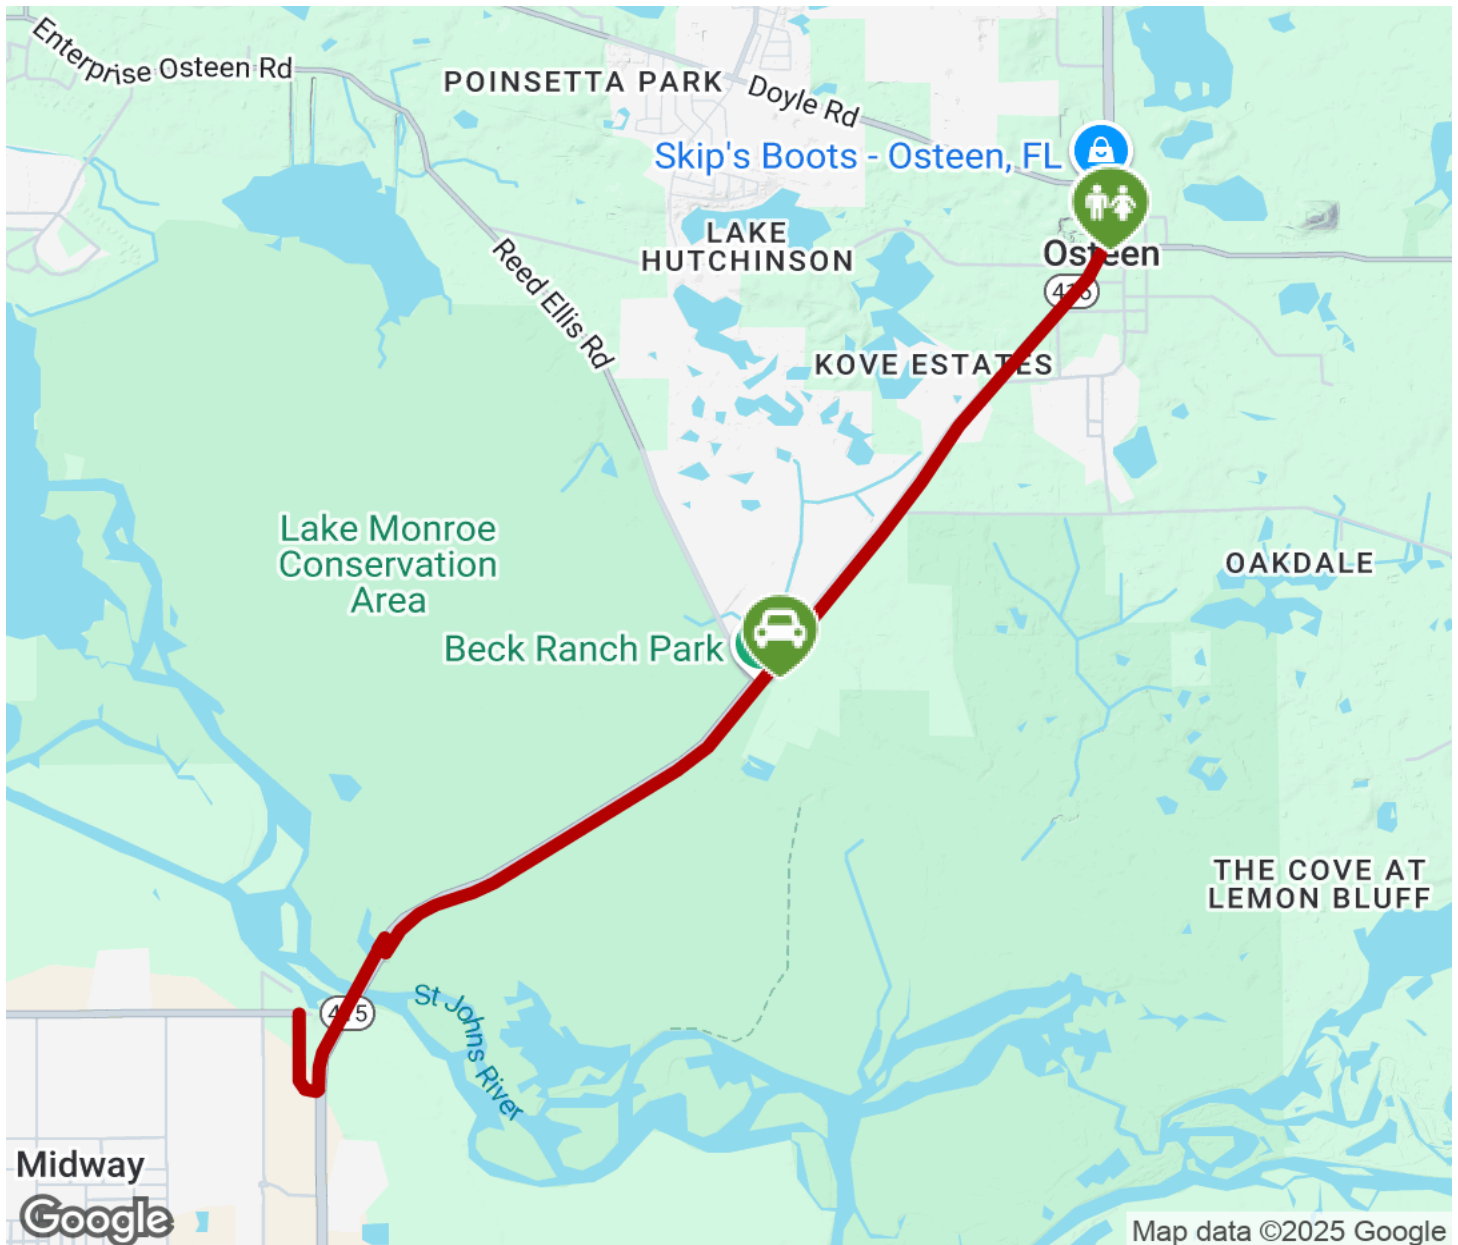 Enterprise Osteen Rd
POINSETTA PARK
Doyle Rd
Skip's Boots - Osteen, FL
LAKE
HUTCHINSON
Osteen
Reed Ellis Rd
KOVE ESTATES
Lake Monroe
Conservation
Area
OAKDALE
Beck Ranch Park
THE COVE AT
LEMON BLUFF
St Johns River
Midway
Google
Map data ©2025 Google